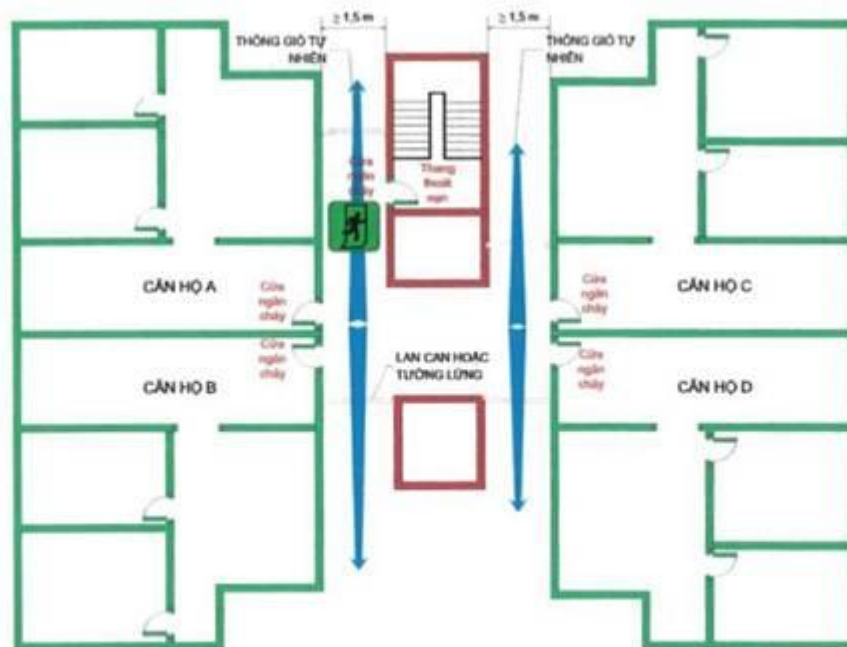 ≥ 1,5 m
≥ 1,5 m
THÔNG GIÓ TỰ
NHIÊN
THÔNG GIÓ TỰ
NHIÊN
Cửa
ngăn
cháy
Thang
thoát
nạn
CĂN HỘ A
Cửa
ngăn
cháy
Cửa
ngăn
cháy
CĂN HỘ C
Cửa
ngăn
cháy
LAN CAN HOẶC
TƯỜNG LỬNG
Cửa
ngăn
cháy
CĂN HỘ B
CĂN HỘ D